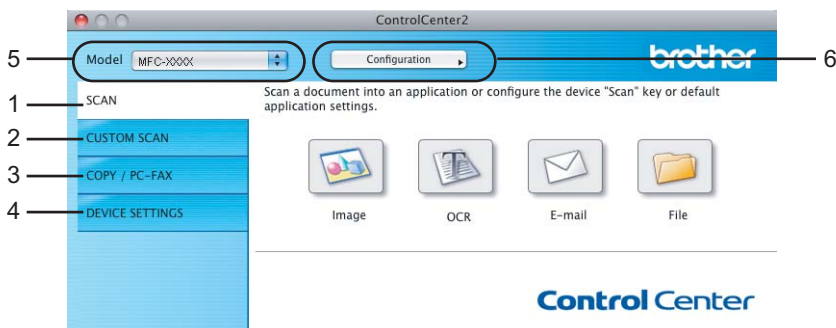 ControlCenter2
5
Model MFC-XXXX
Configuration
brother
6
1
SCAN
Scan a document into an application or configure the device "Scan" key or default
application settings.
2
CUSTOM SCAN
3
COPY / PC-FAX
4
DEVICE SETTINGS
Image
OCR
E-mail
File
Control Center